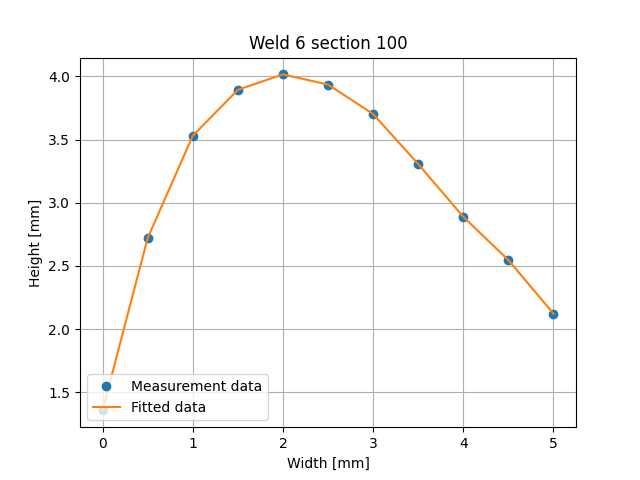 Weld 6 section 100
4.0
3.5
3.0
2.5
2.0
1.5
Height [mm]
Measurement data
Fitted data
0 1 2 3 4 5
Width [mm]